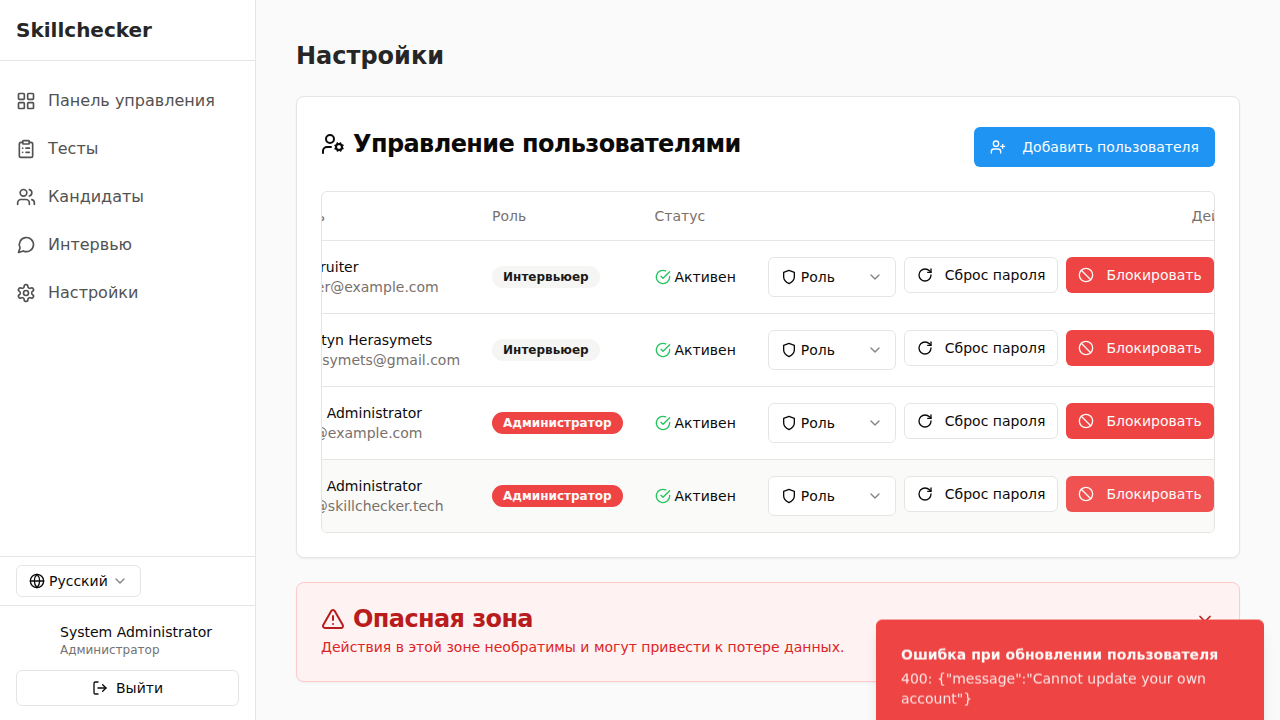 Skillchecker
Панель управления
Тесты
Кандидаты
Интервью
Настройки
Русский
System Administrator
Администратор
Выйти
Настройки
Управление пользователями
Добавить пользователя
Роль Статус
ruiter
er@example.com
Интервьюер Активен Роль Сброс пароля Блокировать
tyn Herasymets
symets@gmail.com
Интервьюер Активен Роль Сброс пароля Блокировать
Administrator
@example.com
Администратор Активен Роль Сброс пароля Блокировать
Administrator
@skillchecker.tech
Администратор Активен Роль Сброс пароля Блокировать
Опасная зона
Действия в этой зоне необратимы и могут привести к потере данных.
Ошибка при обновлении пользователя
400: {"message":"Cannot update your own
account"}